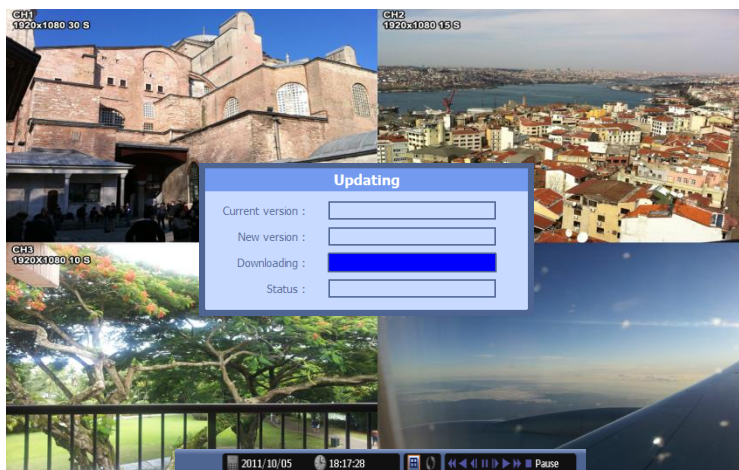 CH1
1920x1080 30 S
CH2
1920x1080 15 S
Updating
Current version :
New version :
Downloading :
Status :
CH3
1920X1080 10 S
2011/10/05 18:17:28 Pause